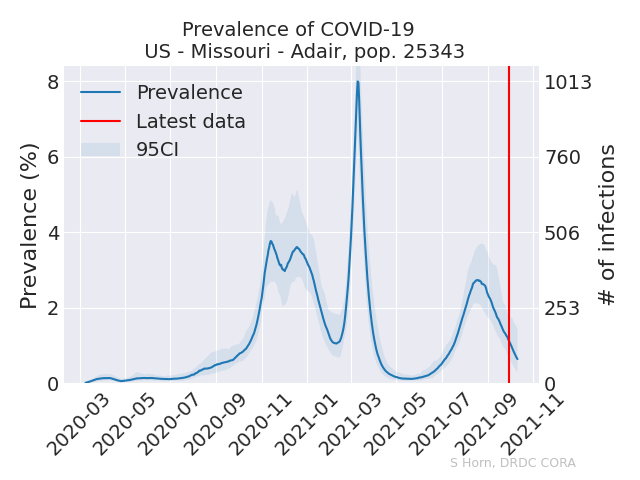 Prevalence of COVID-19
US - Missouri - Adair, pop. 25343
Prevalence (%)
8
6
4
2
0
1013
760
506
253
0
# of infections
Prevalence
Latest data
95CI
2020-03
2020-05
2020-07
2020-09
2020-11
2021-01
2021-03
2021-05
2021-07
2021-09
2021-11
S Horn, DRDC CORA